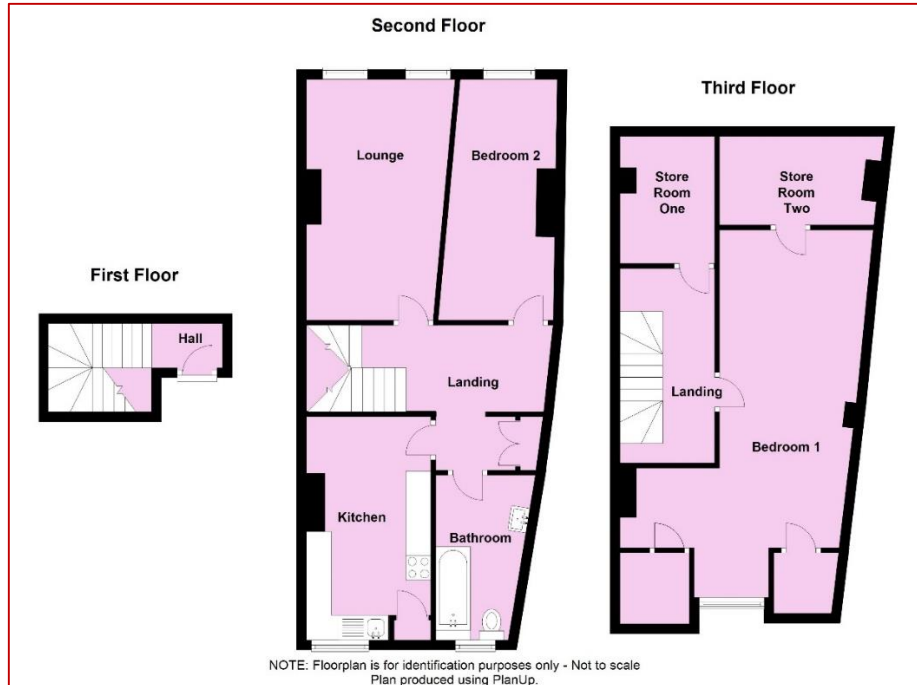 Second Floor
Lounge
Bedroom 2
Landing
Kitchen
Bathroom
Third Floor
Store
Room
One
Store
Room
Two
Landing
Bedroom 1
First Floor
Hall
NOTE: Floorplan is for identification purposes only - Not to scale
Plan produced using PlanUp.